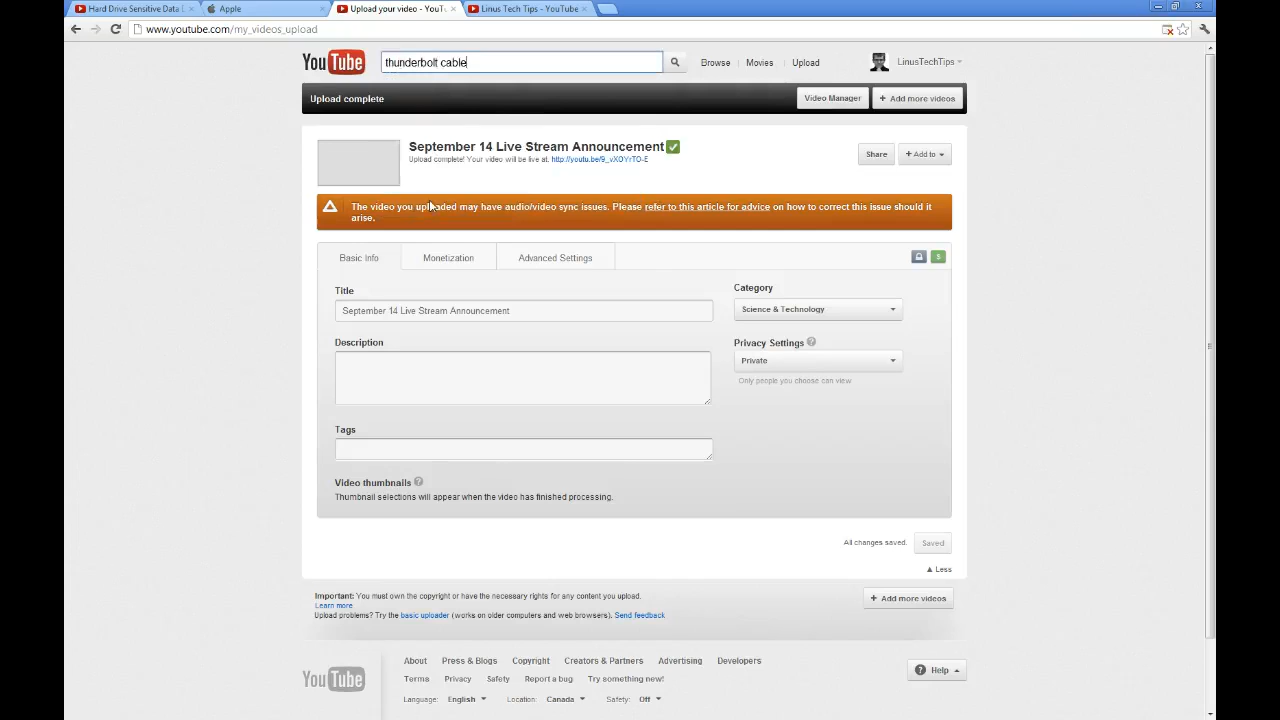 Hard Drive Sensitive Data D
Apple
Upload your video - YouTu
Linus Tech Tips - YouTube
www.youtube.com/my_videos_upload
YouTube
thunderbolt cable
Browse
Movies
Upload
LinusTechTips
Upload complete
Video Manager
+ Add more videos
September 14 Live Stream Announcement
Upload complete! Your video will be live at: http://youtu.be/9_vXOYrTO-E
Share
+ Add to
The video you uploaded may have audio/video sync issues. Please refer to this article for advice on how to correct this issue should it
arise.
Basic Info
Monetization
Advanced Settings
$
Title
September 14 Live Stream Announcement
Category
Science & Technology
Description
Privacy Settings ?
Private
Only people you choose can view
Tags
Video thumbnails ?
Thumbnail selections will appear when the video has finished processing.
All changes saved.
Saved
▲ Less
Important: You must own the copyright or have the necessary rights for any content you upload.
Learn more
Upload problems? Try the basic uploader (works on older computers and web browsers). Send feedback
+ Add more videos
YouTube
About
Press & Blogs
Copyright
Creators & Partners
Advertising
Developers
Terms
Privacy
Safety
Report a bug
Try something new!
Language: English
Location: Canada
Safety: Off
? Help